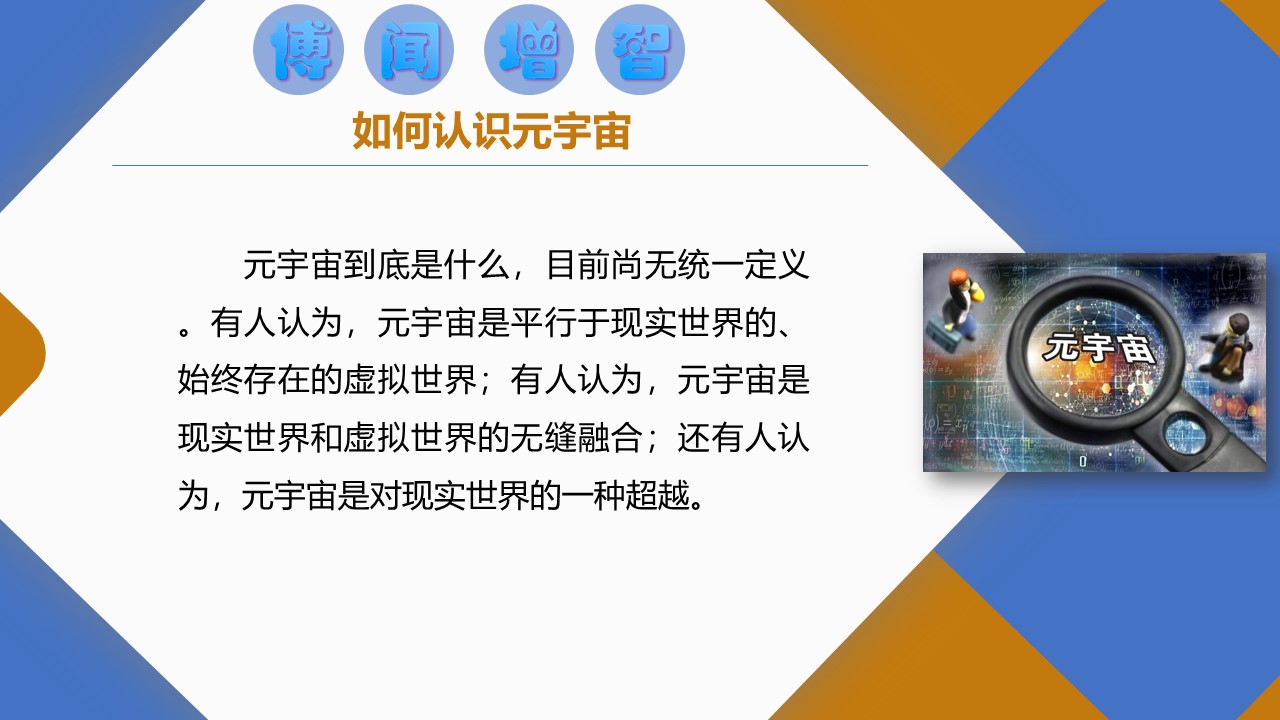 博闻增智
如何认识元宇宙
元宇宙到底是什么，目前尚无统一定义
。有人认为，元宇宙是平行于现实世界的、
始终存在的虚拟世界；有人认为，元宇宙是
现实世界和虚拟世界的无缝融合；还有人认
为，元宇宙是对现实世界的一种超越。
元宇宙